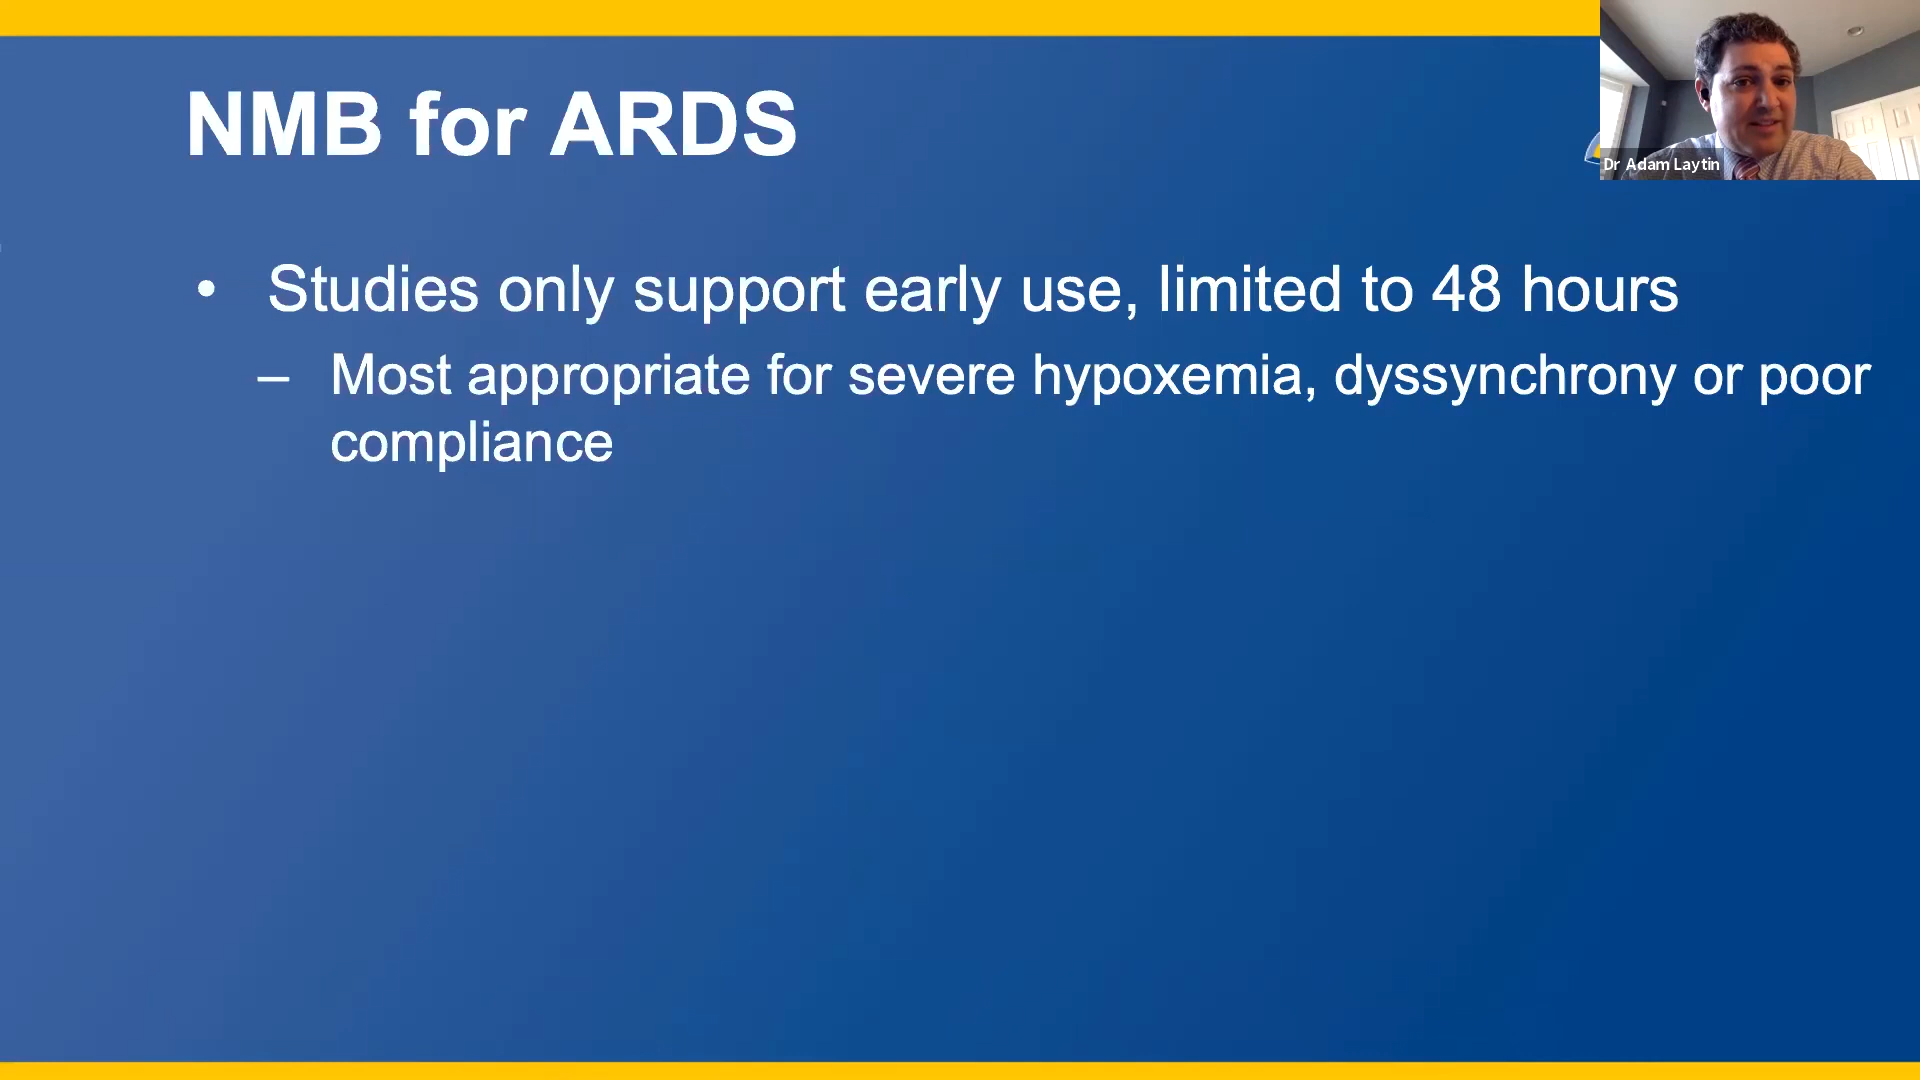 NMB for ARDS
Dr Adam Laytin
• Studies only support early use, limited to 48 hours
– Most appropriate for severe hypoxemia, dyssynchrony or poor
compliance